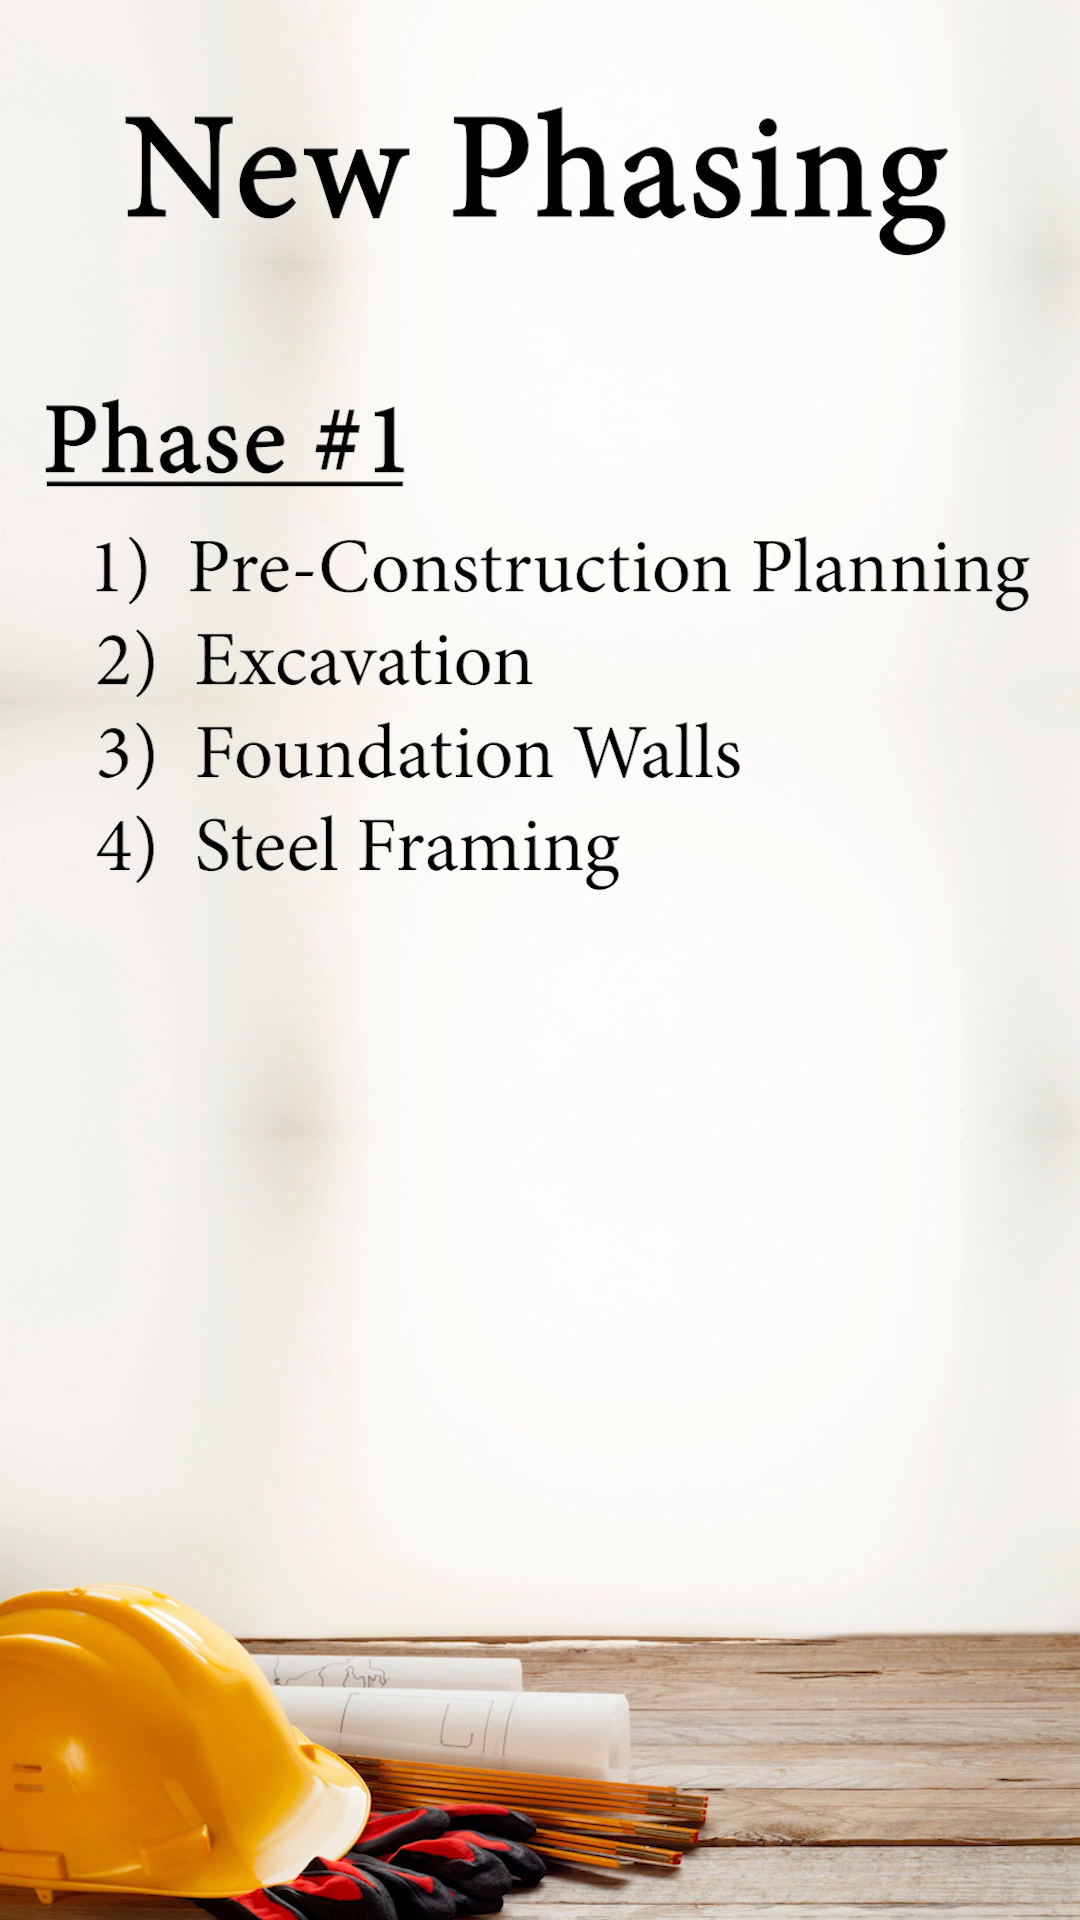 New Phasing
Phase #1
1) Pre-Construction Planning
2) Excavation
3) Foundation Walls
4) Steel Framing